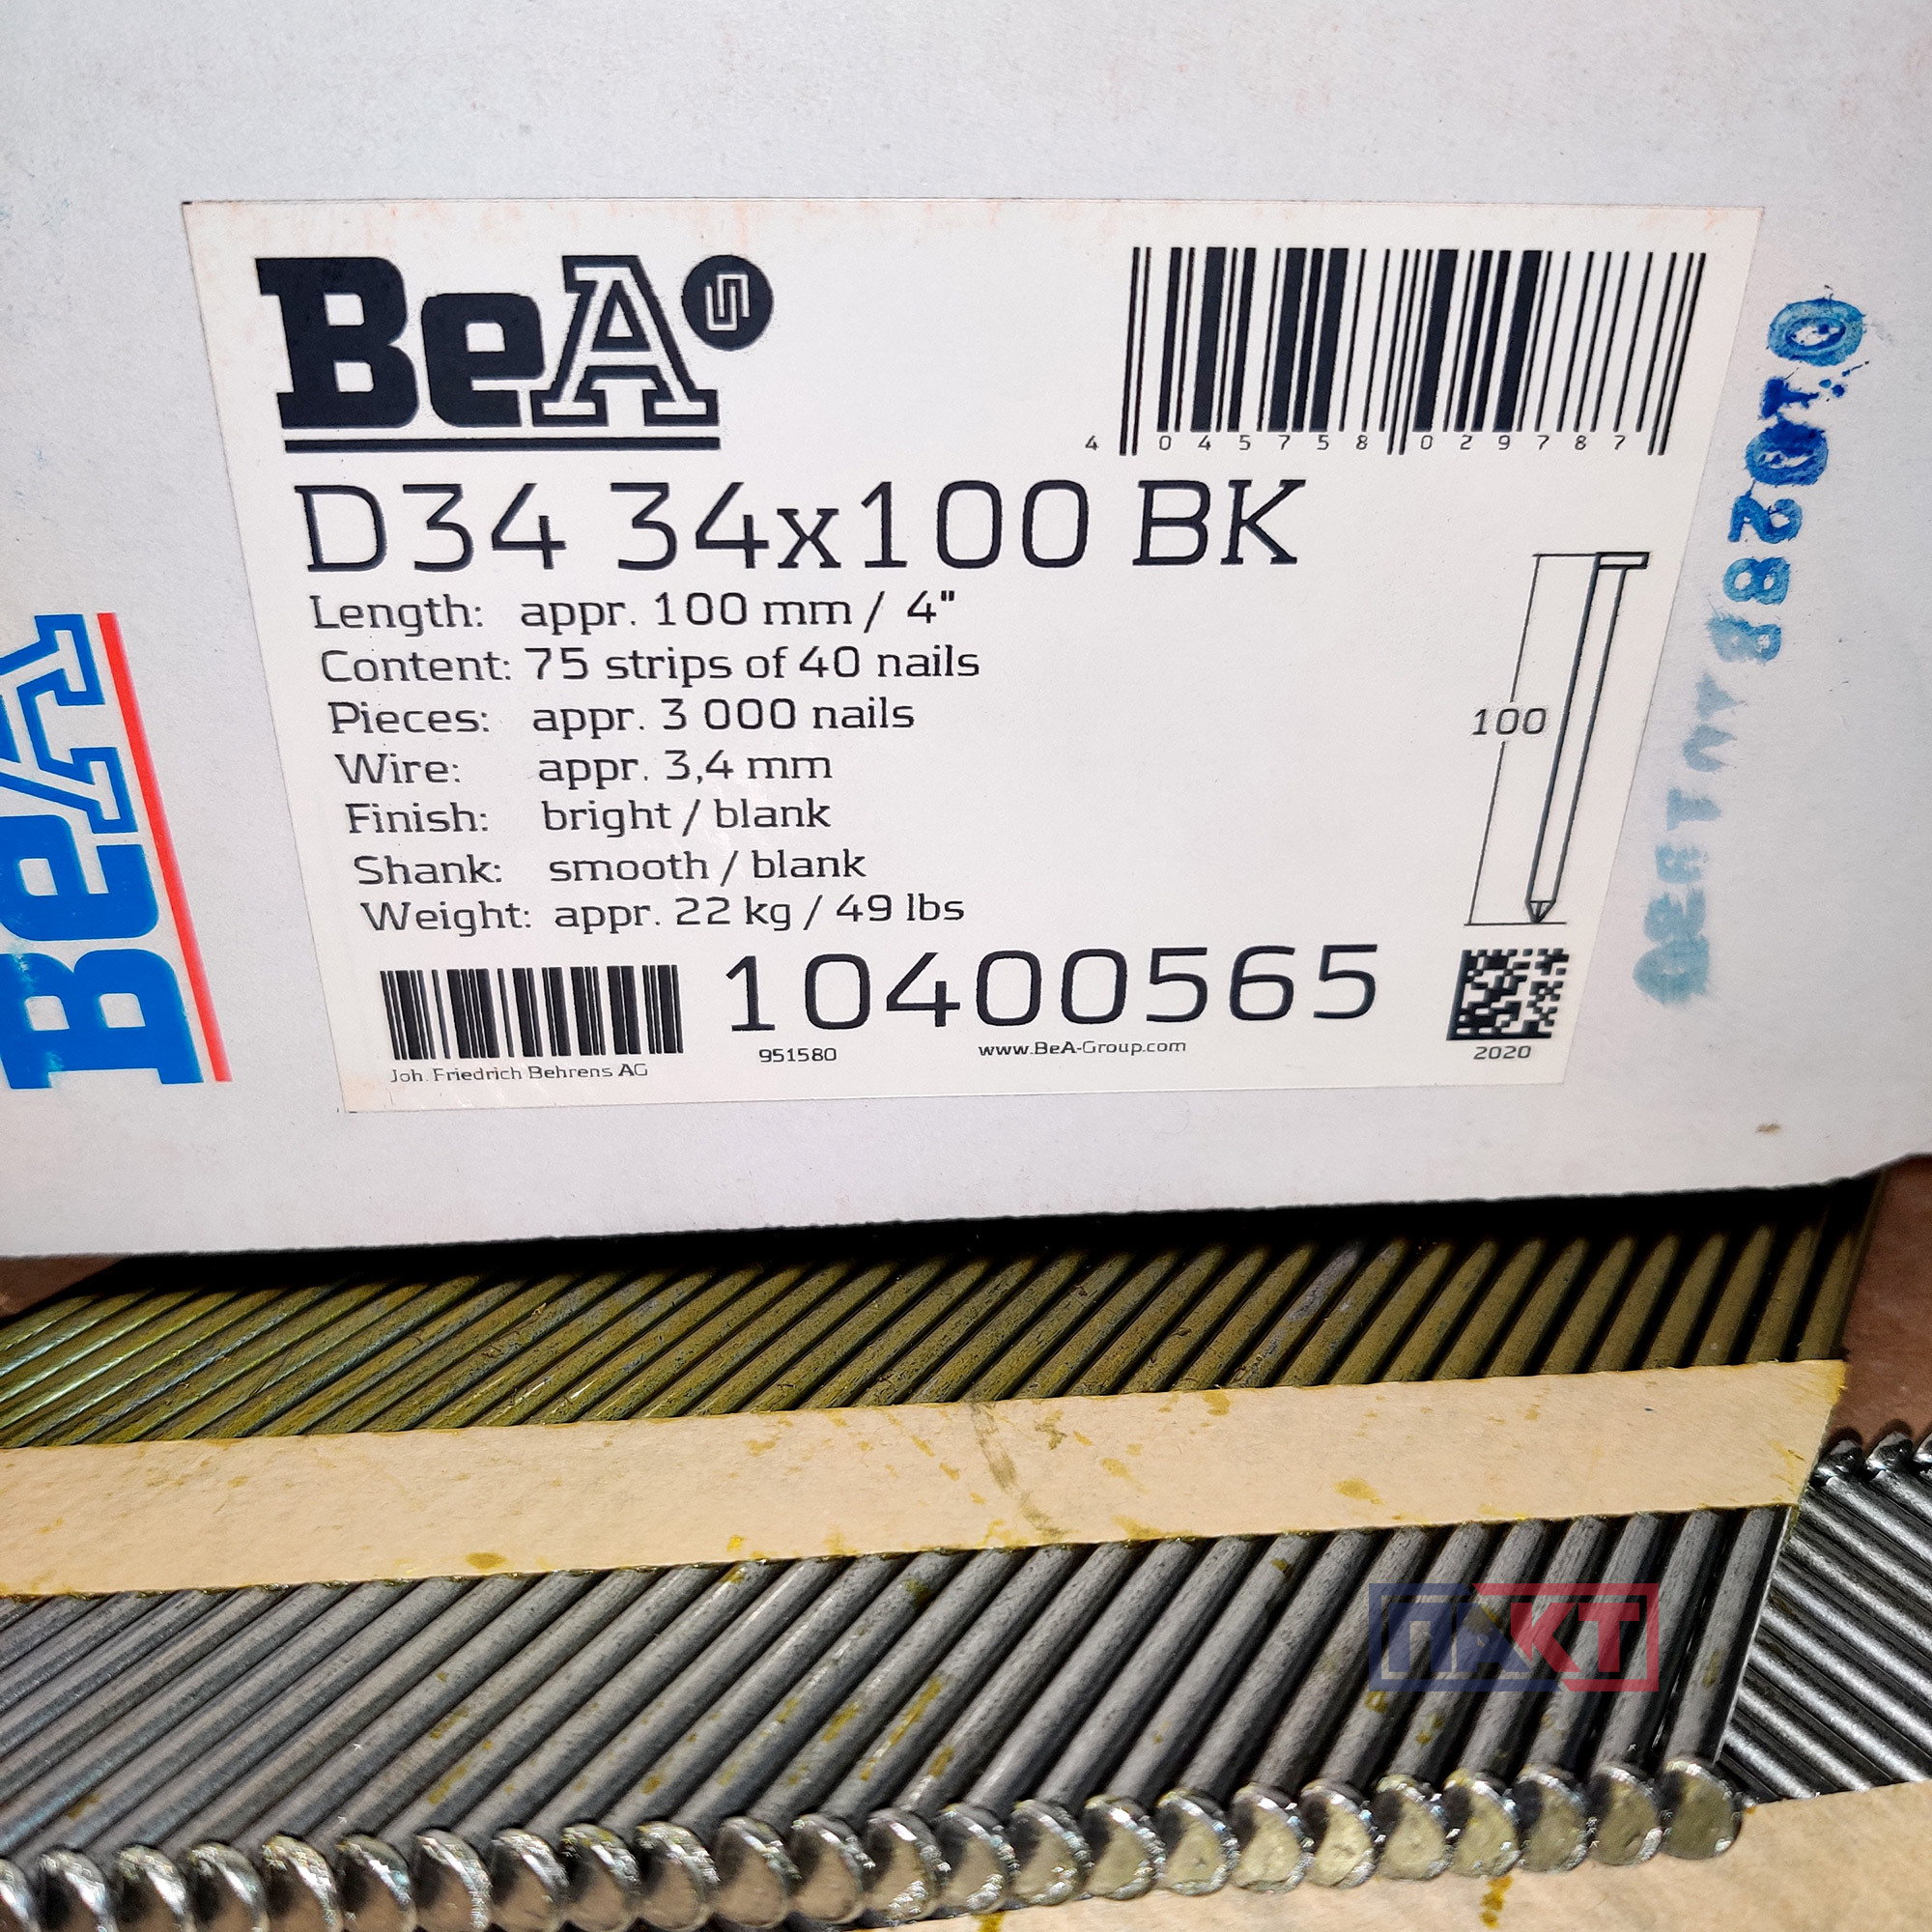 BeA
4 045758 029787
D34 34x100 BK
Length: appr. 100 mm / 4"
Content: 75 strips of 40 nails
Pieces: appr. 3 000 nails
Wire: appr. 3,4 mm
Finish: bright / blank
Shank: smooth / blank
Weight: appr. 22 kg / 49 lbs
100
10400565
951580
www.BeA-Group.com
2020
Joh. Friedrich Behrens AG
BeA
ПАКТ